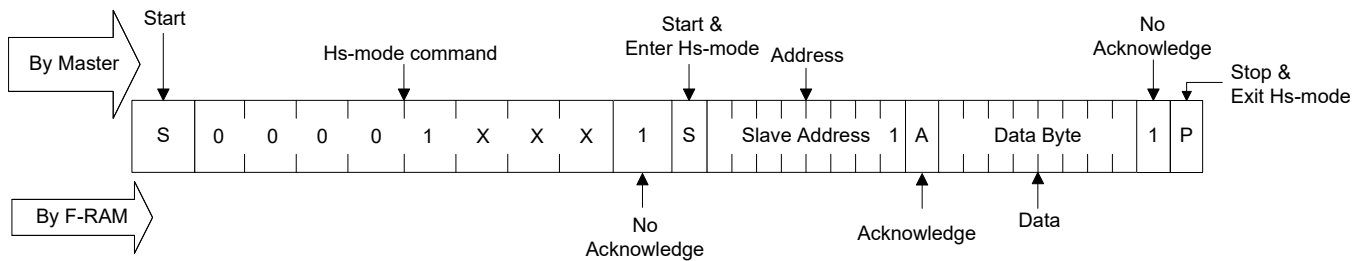 Start
Start &
Enter Hs-mode
No
Acknowledge
By Master
Hs-mode command
Address
Stop &
Exit Hs-mode
S 0 0 0 0 1 X X X 1 S Slave Address 1 A Data Byte 1 P
By F-RAM
No
Acknowledge
Acknowledge
Data